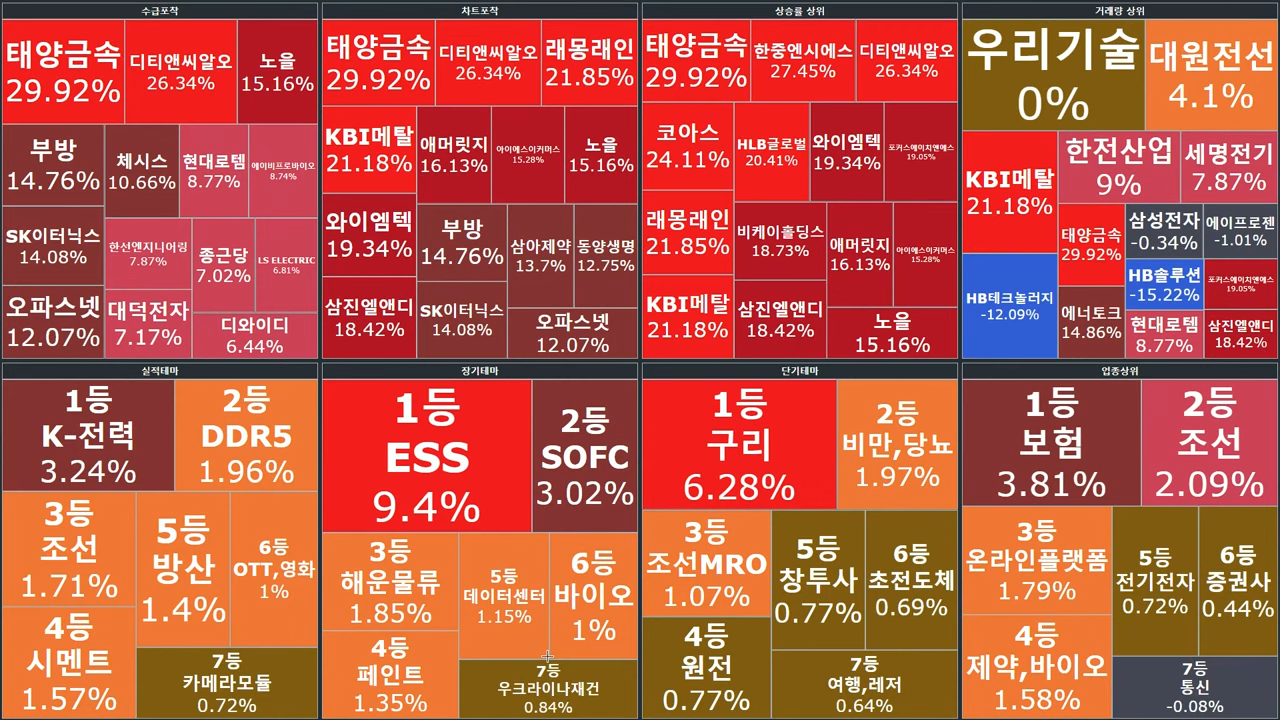 수급포착
태양금속
29.92%
디티앤씨알오
26.34%
노을
15.16%
부방
14.76%
체시스
10.66%
현대로템
8.77%
에이비프로바이오
8.74%
SK이터닉스
14.08%
한선엔지니어링
7.87%
종근당
7.02%
LS ELECTRIC
6.81%
오파스넷
12.07%
대덕전자
7.17%
디와이디
6.44%
차트포착
태양금속
29.92%
디티앤씨알오
26.34%
래몽래인
21.85%
KBI메탈
21.18%
애머릿지
16.13%
아이에스이커머스
15.28%
노을
15.16%
와이엠텍
19.34%
부방
14.76%
삼아제약
13.7%
동양생명
12.75%
삼진엘앤디
18.42%
SK이터닉스
14.08%
오파스넷
12.07%
상승률 상위
태양금속
29.92%
한중엔시에스
27.45%
디티앤씨알오
26.34%
코아스
24.11%
HLB글로벌
20.41%
와이엠텍
19.34%
포커스에이치엔에스
19.05%
래몽래인
21.85%
비케이홀딩스
18.73%
애머릿지
16.13%
아이에스이커머스
15.28%
KBI메탈
21.18%
삼진엘앤디
18.42%
노을
15.16%
거래량 상위
우리기술
0%
대원전선
4.1%
KBI메탈
21.18%
한전산업
9%
세명전기
7.87%
태양금속
29.92%
삼성전자
-0.34%
에이프로젠
-1.01%
HB테크놀러지
-12.09%
HB솔루션
-15.22%
포커스에이치엔에스
19.05%
에너토크
14.86%
현대로템
8.77%
삼진엘앤디
18.42%
실적테마
1등
K-전력
3.24%
2등
DDR5
1.96%
3등
조선
1.71%
5등
방산
1.4%
6등
OTT,영화
1%
4등
시멘트
1.57%
7등
카메라모듈
0.72%
장기테마
1등
ESS
9.4%
2등
SOFC
3.02%
3등
해운물류
1.85%
5등
데이터센터
1.15%
6등
바이오
1%
4등
페인트
1.35%
7등
우크라이나재건
0.84%
단기테마
1등
구리
6.28%
2등
비만,당뇨
1.97%
3등
조선MRO
1.07%
5등
창투사
0.77%
6등
초전도체
0.69%
4등
원전
0.77%
7등
여행,레저
0.64%
업종상위
1등
보험
3.81%
2등
조선
2.09%
3등
온라인플랫폼
1.79%
5등
전기전자
0.72%
6등
증권사
0.44%
4등
제약,바이오
1.58%
7등
통신
-0.08%